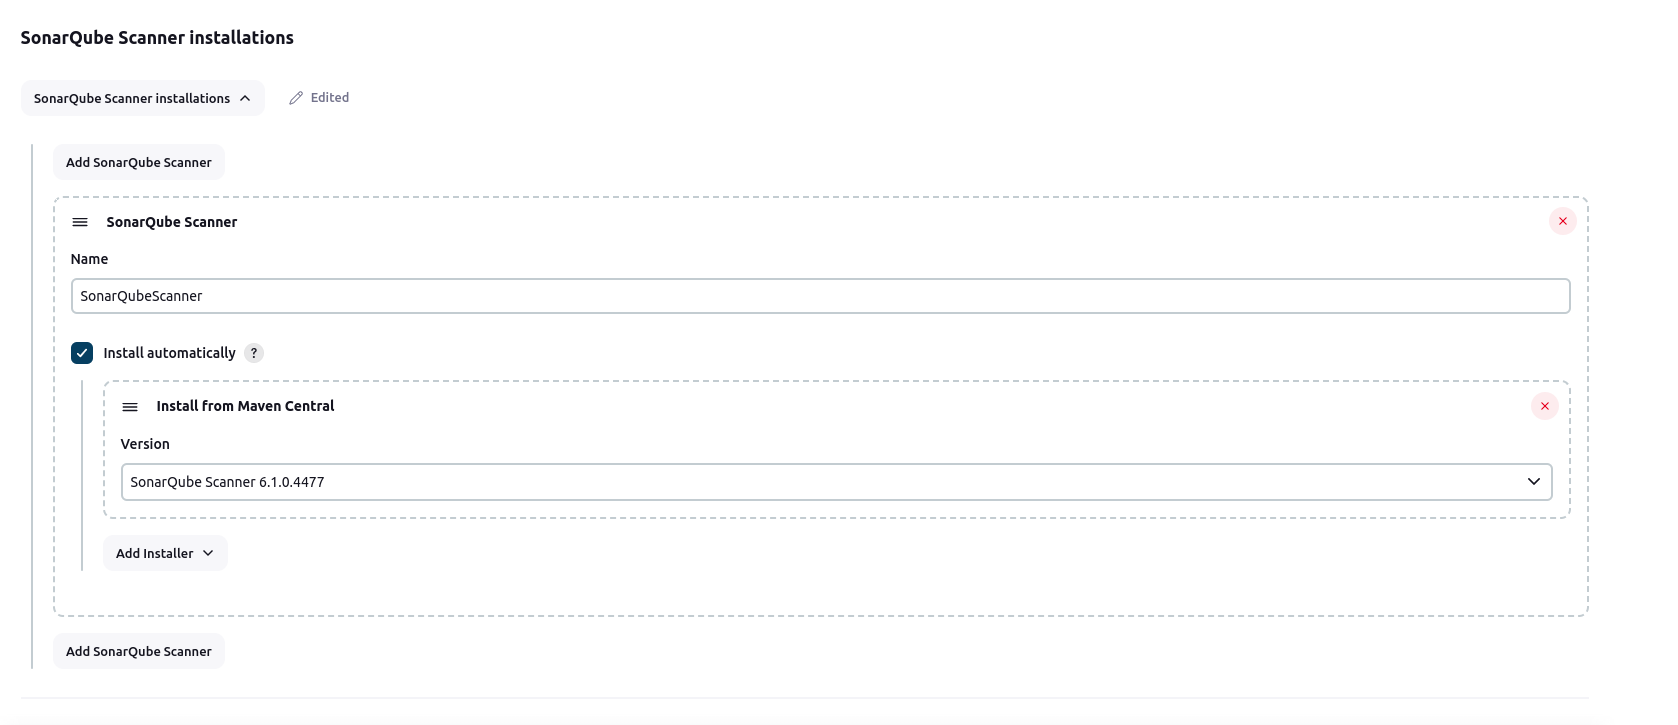 SonarQube Scanner installations
SonarQube Scanner installations
Edited
Add SonarQube Scanner
SonarQube Scanner
Name
SonarQubeScanner
Install automatically ?
Install from Maven Central
Version
SonarQube Scanner 6.1.0.4477
Add Installer
Add SonarQube Scanner